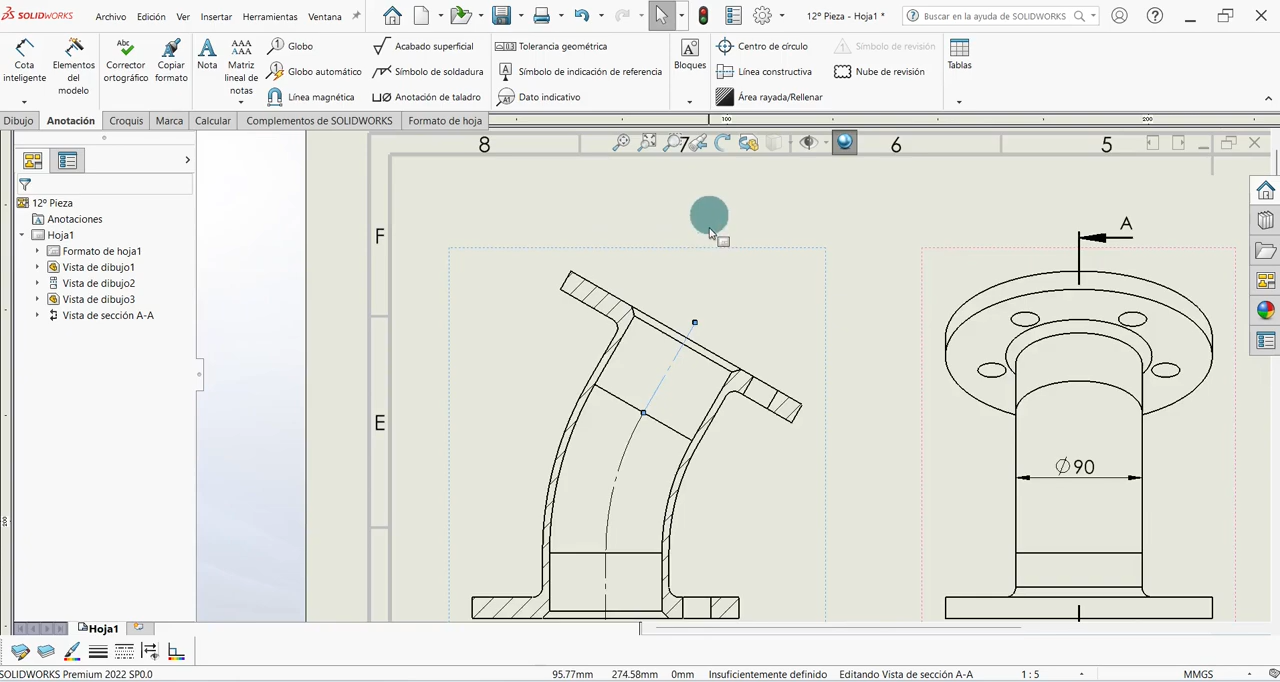 SOLIDWORKS Archivo Edición Ver Insertar Herramientas Ventana 12º Pieza - Hoja1 * Buscar en la ayuda de SOLIDWORKS
Cota inteligente
Elementos del modelo
Corrector ortográfico
Copiar formato
Nota
Matriz lineal de notas
Globo
Globo automático
Línea magnética
Acabado superficial
Símbolo de soldadura
Anotación de taladro
Tolerancia geométrica
Símbolo de indicación de referencia
Dato indicativo
Bloques
Centro de círculo
Línea constructiva
Área rayada/Rellenar
Símbolo de revisión
Nube de revisión
Tablas
Dibujo Anotación Croquis Marca Calcular Complementos de SOLIDWORKS Formato de hoja
100 200
8 7 6 5
12º Pieza
Anotaciones
Hoja1
Formato de hoja1
Vista de dibujo1
Vista de dibujo2
Vista de dibujo3
Vista de sección A-A
F
E
A
∅90
200
Hoja1
SOLIDWORKS Premium 2022 SP0.0 95.77mm 274.58mm 0mm Insuficientemente definido Editando Vista de sección A-A 1 : 5 MMGS